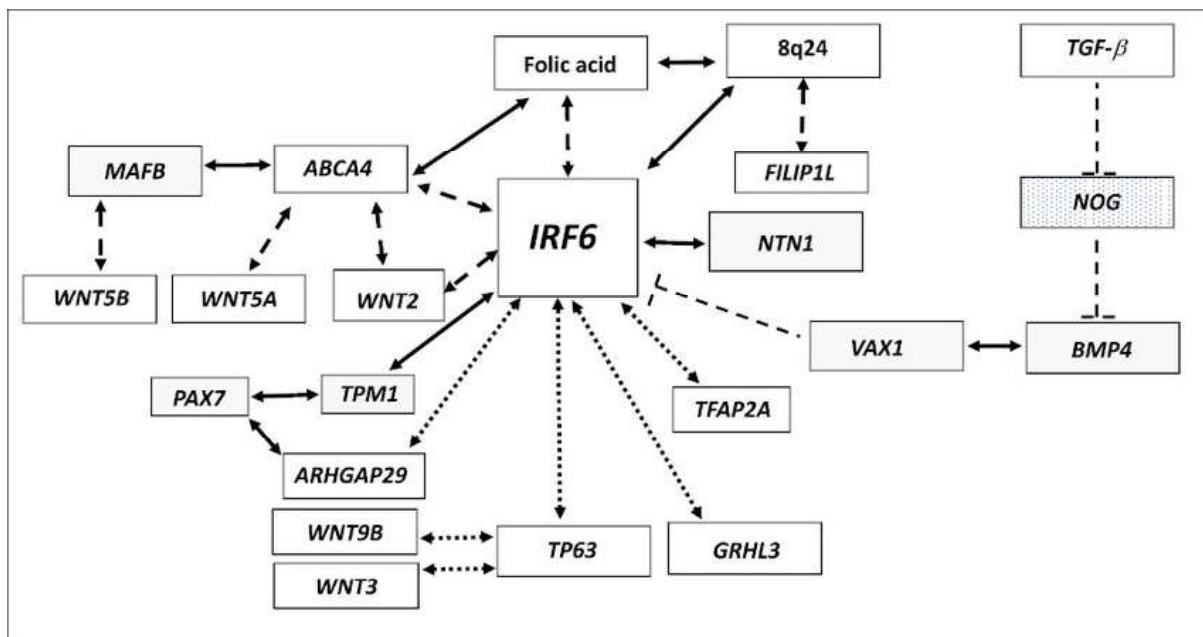 Folic acid
8q24
TGF-β
MAFB
ABCA4
FILIP1L
NOG
IRF6
NTN1
WNT5B
WNT5A
WNT2
VAX1
BMP4
PAX7
TPM1
TFAP2A
ARHGAP29
WNT9B
TP63
GRHL3
WNT3